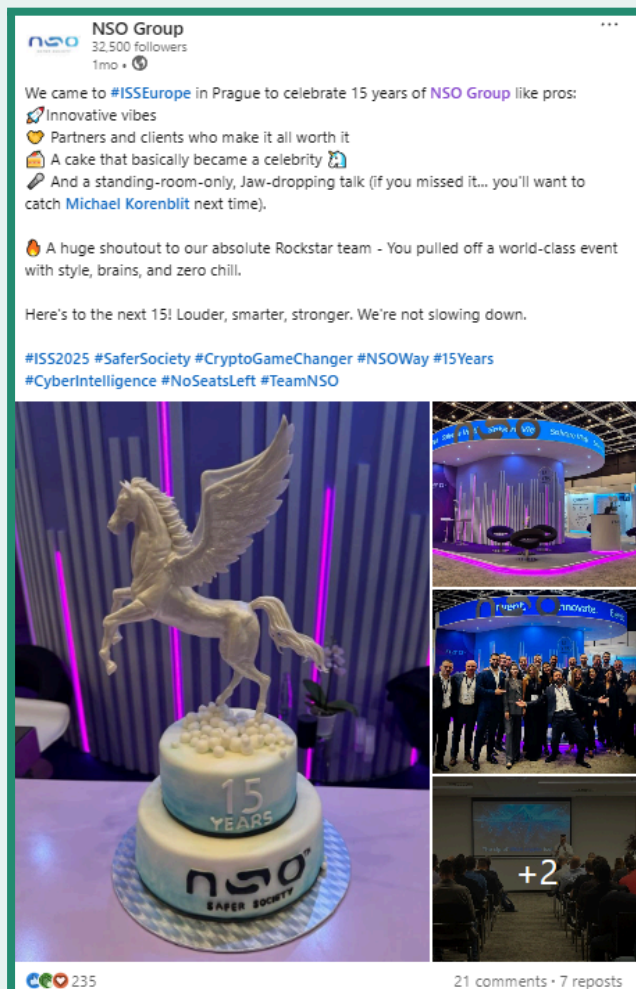 NSO Group
nso
32,500 followers
1mo •
We came to #ISSEurope in Prague to celebrate 15 years of NSO Group like pros:
🚀Innovative vibes
🤝 Partners and clients who make it all worth it
🍰 A cake that basically became a celebrity 🦄
🎤 And a standing-room-only, Jaw-dropping talk (if you missed it... you'll want to
catch Michael Korenblit next time).
🔥 A huge shoutout to our absolute Rockstar team - You pulled off a world-class event
with style, brains, and zero chill.
Here's to the next 15! Louder, smarter, stronger. We're not slowing down.
#ISS2025 #SaferSociety #CryptoGameChanger #NSOWay #15Years
#CyberIntelligence #NoSeatsLeft #TeamNSO
nso
nso
nnovate.
15
YEARS
nso
SAFER SOCIETY
+2
235
21 comments • 7 reposts